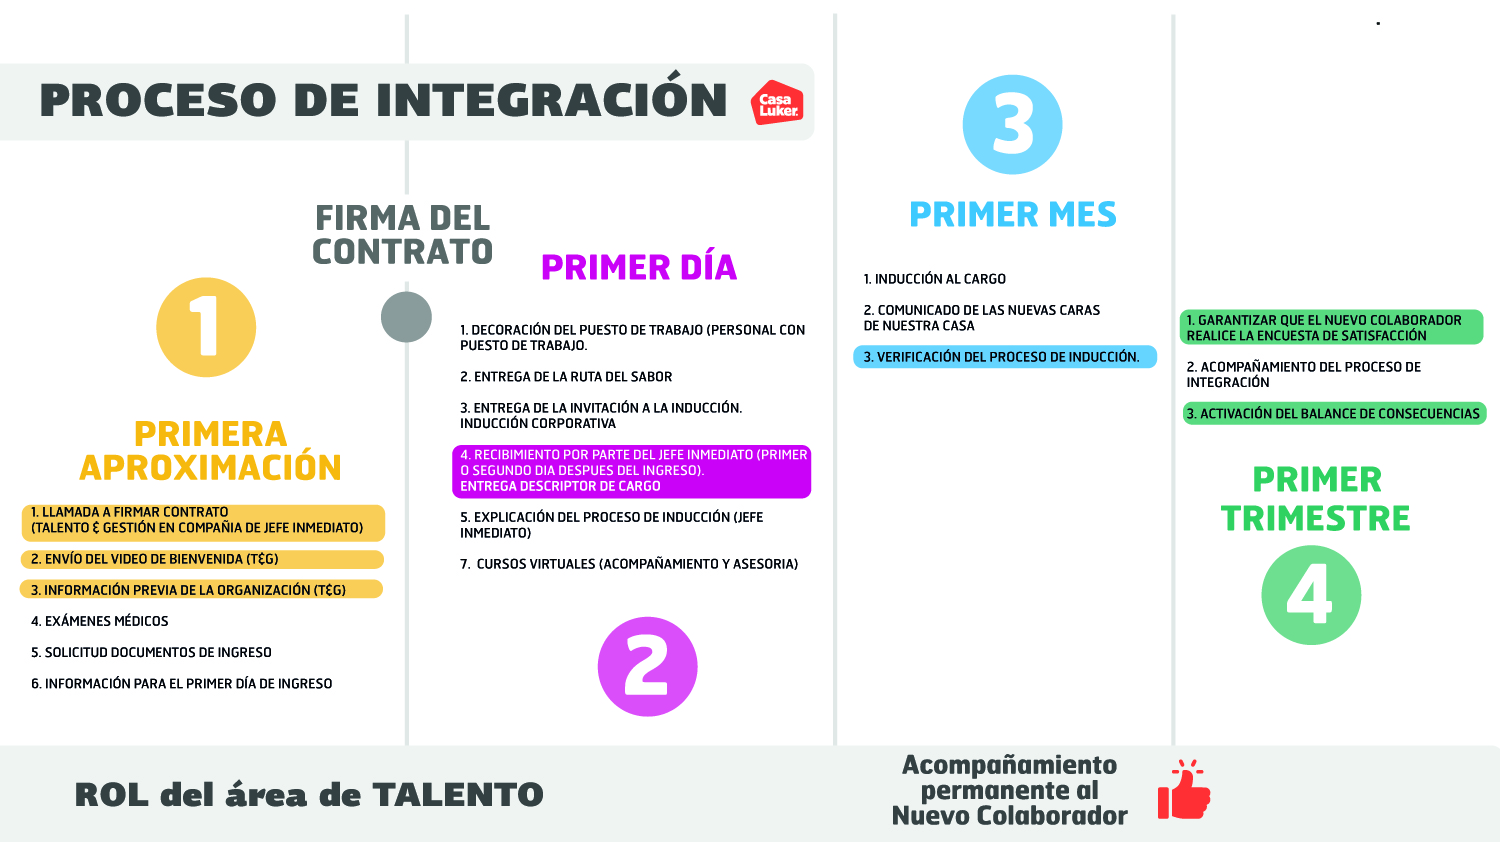 PROCESO DE INTEGRACIÓN
Casa
Luker.
FIRMA DEL
CONTRATO
1
PRIMERA
APROXIMACIÓN
1. LLAMADA A FIRMAR CONTRATO
(TALENTO & GESTIÓN EN COMPAÑIA DE JEFE INMEDIATO)
2. ENVÍO DEL VIDEO DE BIENVENIDA (T&G)
3. INFORMACIÓN PREVIA DE LA ORGANIZACIÓN (T&G)
4. EXÁMENES MÉDICOS
5. SOLICITUD DOCUMENTOS DE INGRESO
6. INFORMACIÓN PARA EL PRIMER DÍA DE INGRESO
PRIMER DÍA
1. DECORACIÓN DEL PUESTO DE TRABAJO (PERSONAL CON
PUESTO DE TRABAJO.
2. ENTREGA DE LA RUTA DEL SABOR
3. ENTREGA DE LA INVITACIÓN A LA INDUCCIÓN.
INDUCCIÓN CORPORATIVA
4. RECIBIMIENTO POR PARTE DEL JEFE INMEDIATO (PRIMER
O SEGUNDO DIA DESPUES DEL INGRESO).
ENTREGA DESCRIPTOR DE CARGO
5. EXPLICACIÓN DEL PROCESO DE INDUCCIÓN (JEFE
INMEDIATO)
7. CURSOS VIRTUALES (ACOMPAÑAMIENTO Y ASESORIA)
2
3
PRIMER MES
1. INDUCCIÓN AL CARGO
2. COMUNICADO DE LAS NUEVAS CARAS
DE NUESTRA CASA
3. VERIFICACIÓN DEL PROCESO DE INDUCCIÓN.
1. GARANTIZAR QUE EL NUEVO COLABORADOR
REALICE LA ENCUESTA DE SATISFACCIÓN
2. ACOMPAÑAMIENTO DEL PROCESO DE
INTEGRACIÓN
3. ACTIVACIÓN DEL BALANCE DE CONSECUENCIAS
PRIMER
TRIMESTRE
4
ROL del área de TALENTO
Acompañamiento
permanente al
Nuevo Colaborador